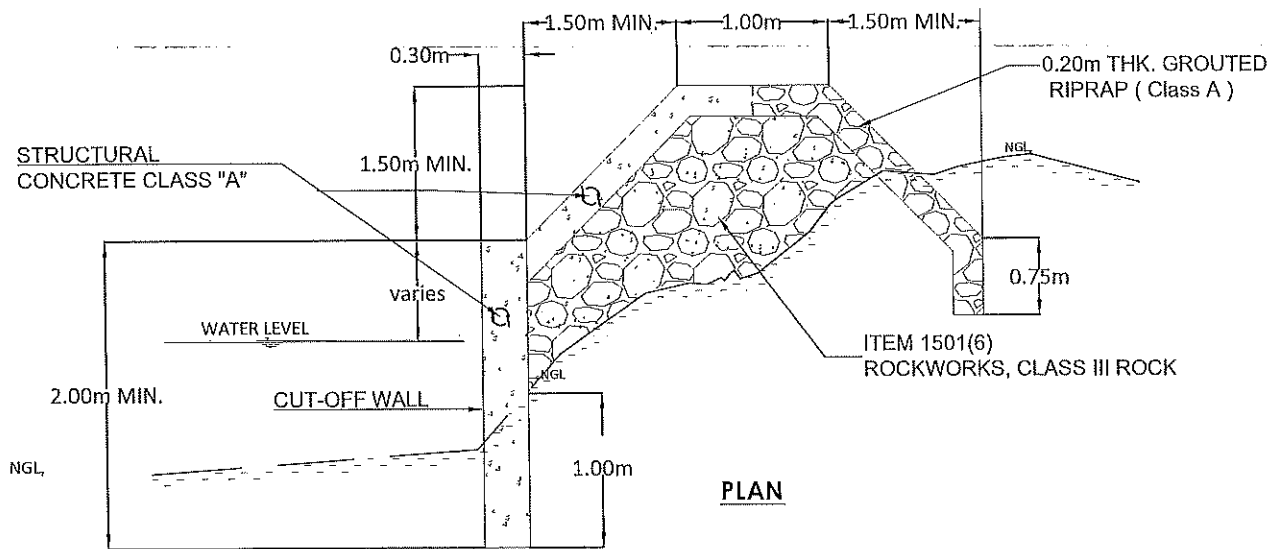 1.50m MIN.
1.00m
1.50m MIN.
0.30m
0.20m THK. GROUTED
RIPRAP ( Class A )
STRUCTURAL
CONCRETE CLASS "A"
1.50m MIN.
NGL
varies
0.75m
WATER LEVEL
ITEM 1501(6)
ROCKWORKS, CLASS III ROCK
NGL
2.00m MIN.
CUT-OFF WALL
NGL
1.00m
PLAN